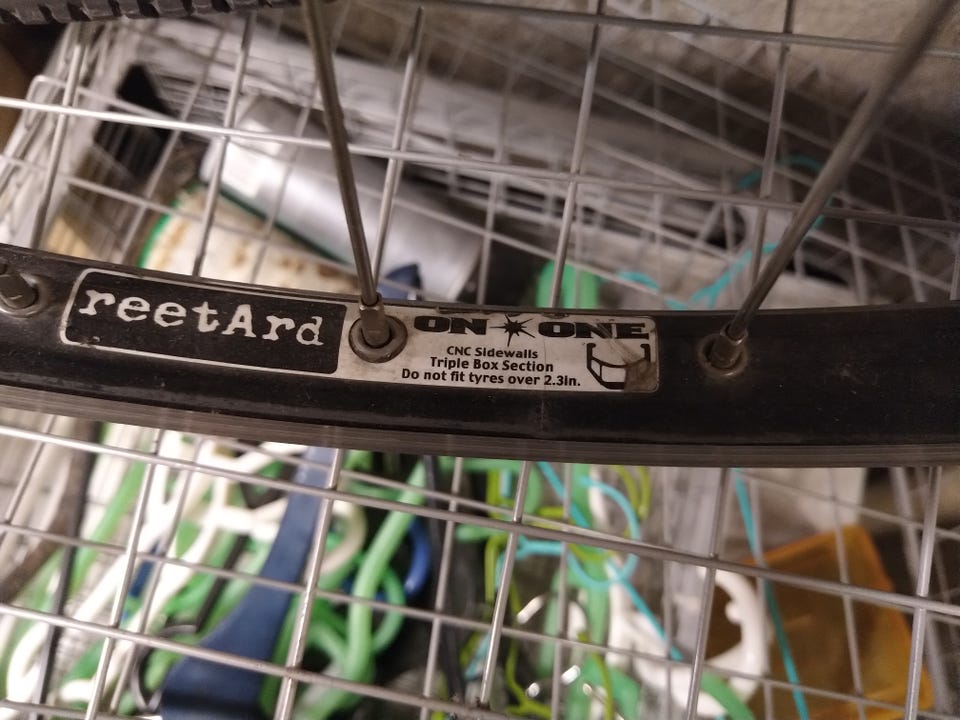 reetArd
ON ONE
CNC Sidewalls
Triple Box Section
Do not fit tyres over 2.3in.